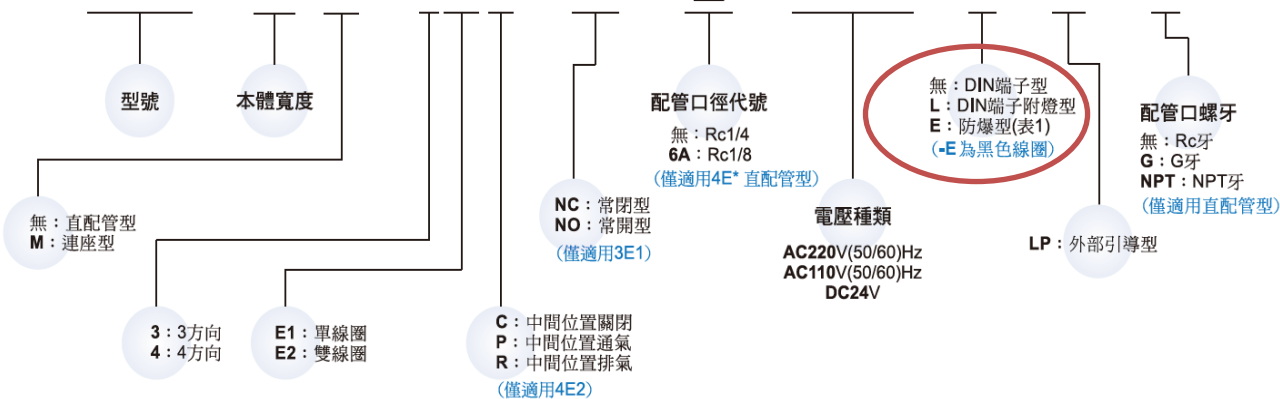 型號
本體寬度
無：直配管型
M：連座型
3：3方向
4：4方向
E1：單線圈
E2：雙線圈
C：中間位置關閉
P：中間位置通氣
R：中間位置排氣
(僅適用4E2)
NC：常閉型
NO：常開型
(僅適用3E1)
配管口徑代號
無：Rc1/4
6A：Rc1/8
(僅適用4E* 直配管型)
電壓種類
AC220V(50/60)Hz
AC110V(50/60)Hz
DC24V
無：DIN端子型
L：DIN端子附燈型
E：防爆型(表1)
(-E為黑色線圈)
LP：外部引導型
配管口螺牙
無：Rc牙
G：G牙
NPT：NPT牙
(僅適用直配管型)